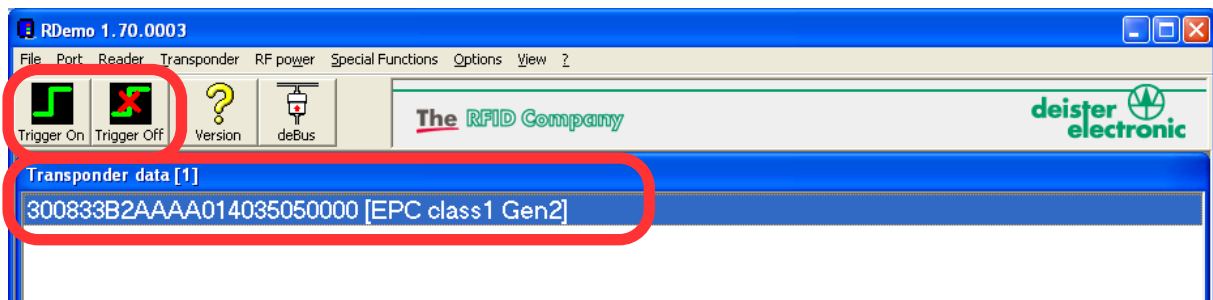 RDemo 1.70.0003
File Port Reader Transponder RF power Special Functions Options View ?
Trigger On Trigger Off Version deBus
The RFID Company
deister electronic
Transponder data [1]
300833B2AAAA014035050000 [EPC class1 Gen2]